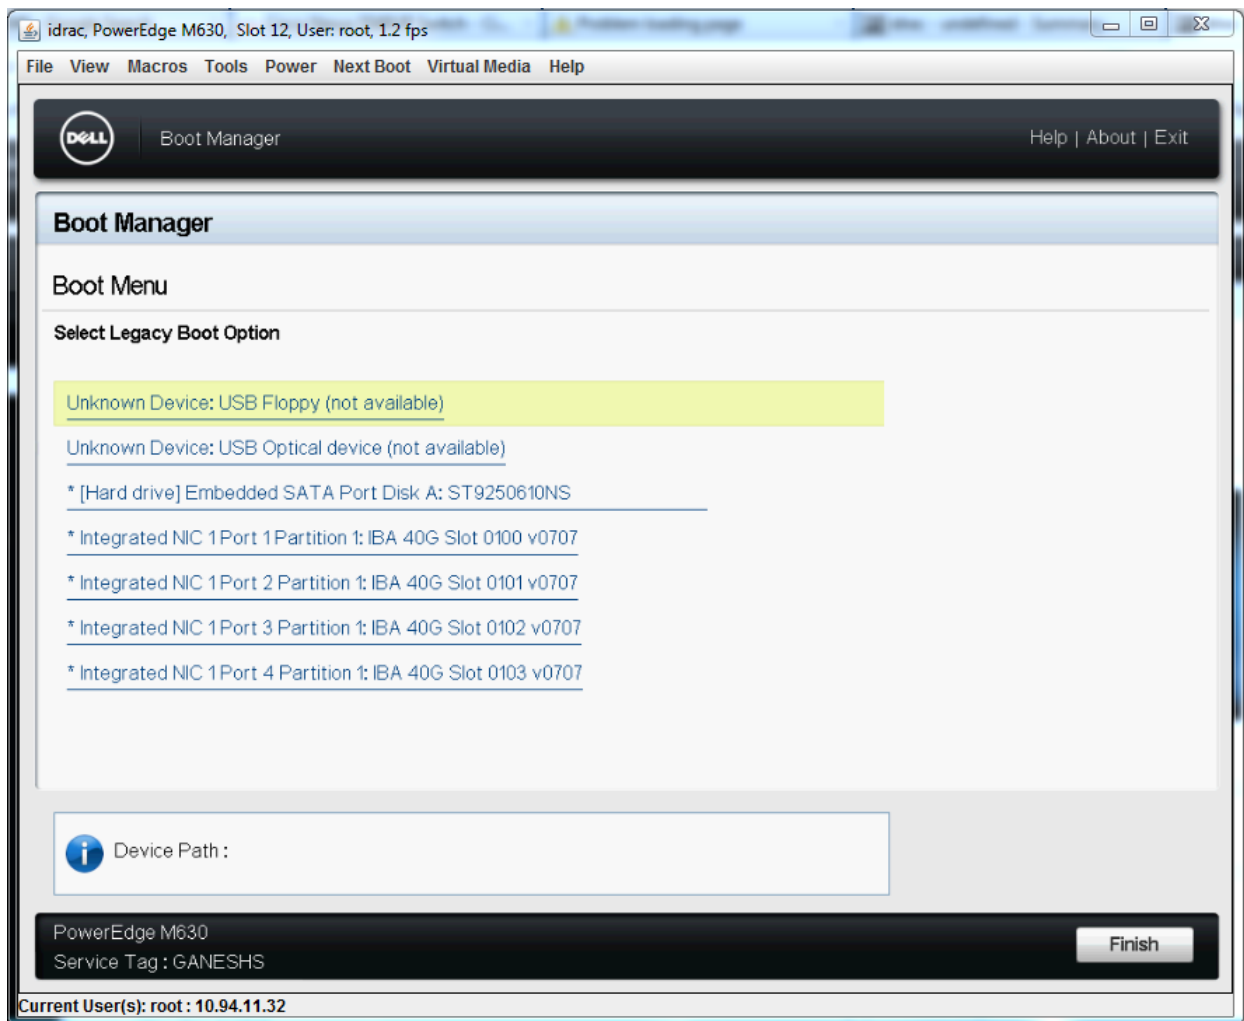 idrac, PowerEdge M630, Slot 12, User: root, 1.2 fps
Problem loading page
File View Macros Tools Power Next Boot Virtual Media Help
DELL Boot Manager Help | About | Exit
Boot Manager
Boot Menu
Select Legacy Boot Option
Unknown Device: USB Floppy (not available)
Unknown Device: USB Optical device (not available)
* [Hard drive] Embedded SATA Port Disk A: ST9250610NS
* Integrated NIC 1 Port 1 Partition 1: IBA 40G Slot 0100 v0707
* Integrated NIC 1 Port 2 Partition 1: IBA 40G Slot 0101 v0707
* Integrated NIC 1 Port 3 Partition 1: IBA 40G Slot 0102 v0707
* Integrated NIC 1 Port 4 Partition 1: IBA 40G Slot 0103 v0707
Device Path :
PowerEdge M630
Service Tag : GANESHS
Finish
Current User(s): root : 10.94.11.32